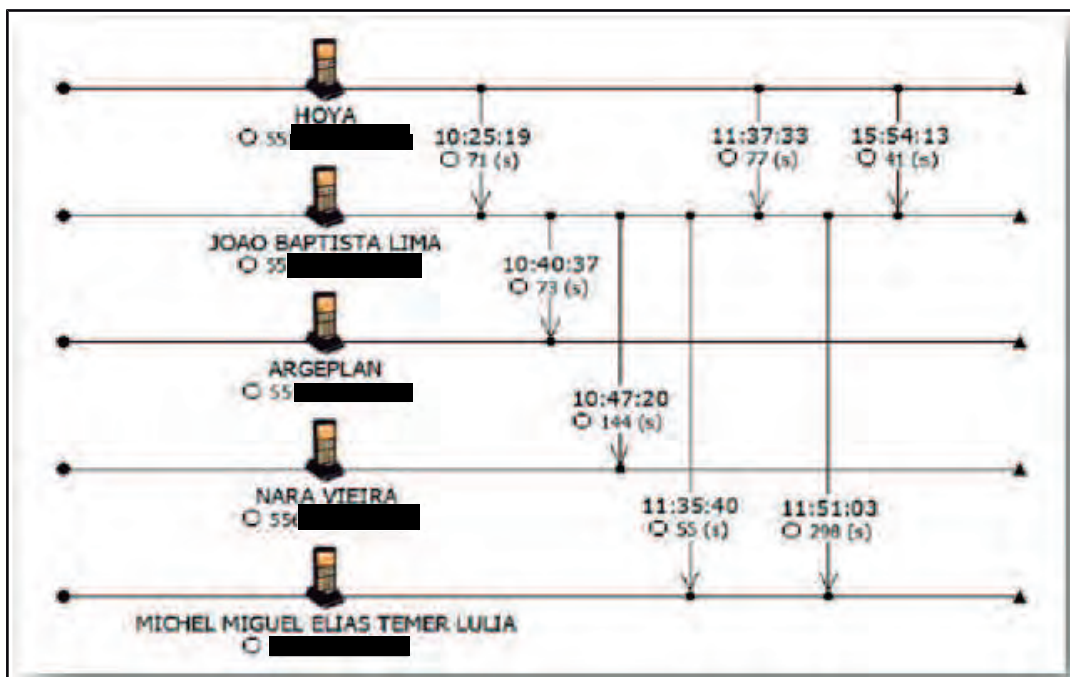 HOYA
55
10:25:19
71 (s)
11:37:33
77 (s)
15:54:13
41 (s)
JOAO BAPTISTA LIMA
55
10:40:37
73 (s)
ARGEPLAN
55
10:47:20
144 (s)
NARA VIEIRA
556
11:35:40
55 (s)
11:51:03
298 (s)
MICHEL MIGUEL ELIAS TEMER LULIA